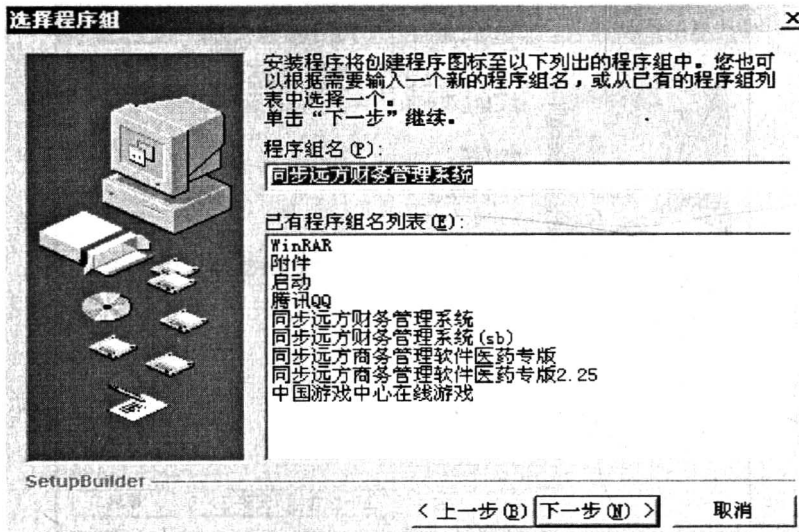 选择程序组
安装程序将创建程序图标至以下列出的程序组中。您也可
以根据需要输入一个新的程序组名，或从已有的程序组列
表中选择一个。
单击“下一步”继续。
程序组名(P):
同步远方财务管理系统
已有程序组名列表(E):
WinRAR
附件
启动
腾讯QQ
同步远方财务管理系统
同步远方财务管理系统(sb)
同步远方商务管理软件医药专版
同步远方商务管理软件医药专版2.25
中国游戏中心在线游戏
SetupBuilder
< 上一步(B) 下一步(N) > 取消